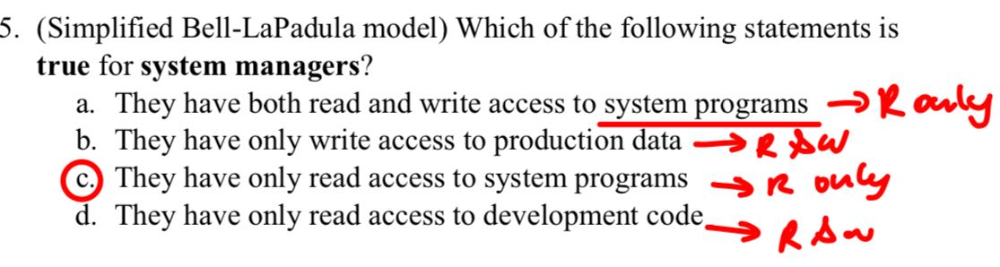 5. (Simplified Bell-LaPadula model) Which of the following statements is
true for system managers?
a. They have both read and write access to system programs → R only
b. They have only write access to production data → R & W
c. They have only read access to system programs → R only
d. They have only read access to development code → R & W